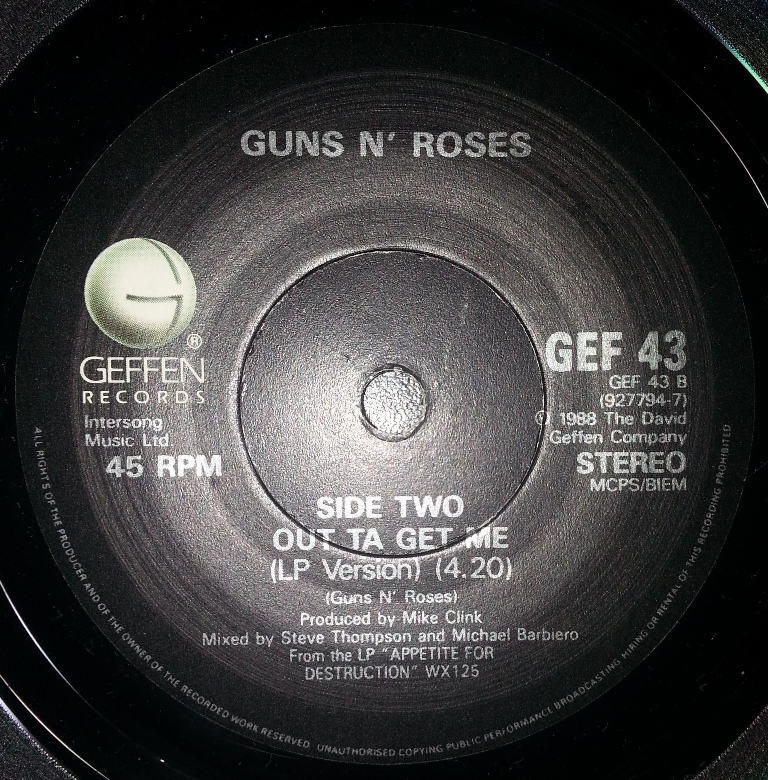 GUNS N' ROSES
G
®
GEFFEN
RECORDS
Intersong
Music Ltd.
45 RPM
GEF 43
GEF 43 B
(927794-7)
℗ 1988 The David
Geffen Company
STEREO
MCPS/BIEM
SIDE TWO
OUT TA GET ME
(LP Version) (4.20)
(Guns N' Roses)
Produced by Mike Clink
Mixed by Steve Thompson and Michael Barbiero
From the LP "APPETITE FOR
DESTRUCTION" WX125
ALL RIGHTS OF THE PRODUCER AND OF THE OWNER OF THE RECORDED WORK RESERVED UNAUTHORISED COPYING PUBLIC PERFORMANCE BROADCASTING HIRING OR RENTAL OF THIS RECORDING PROHIBITED